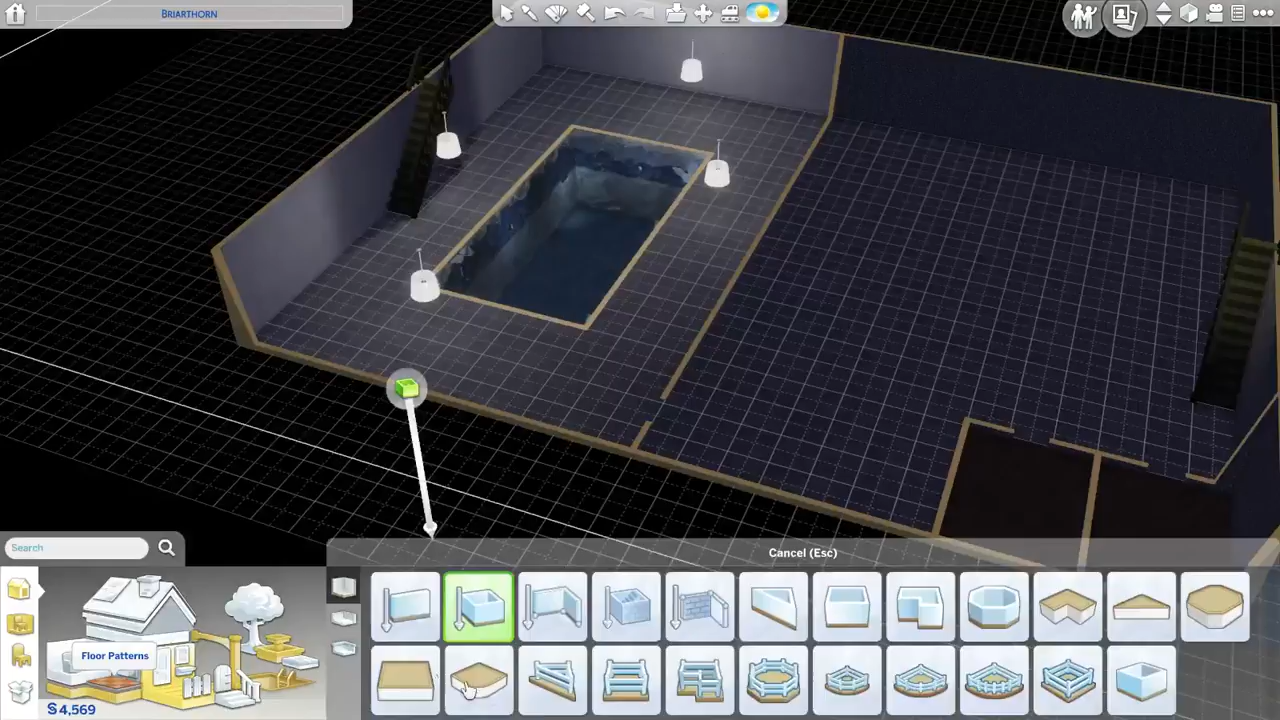 BRIARTHORN
Cancel (Esc)
Search
Floor Patterns
§4,569